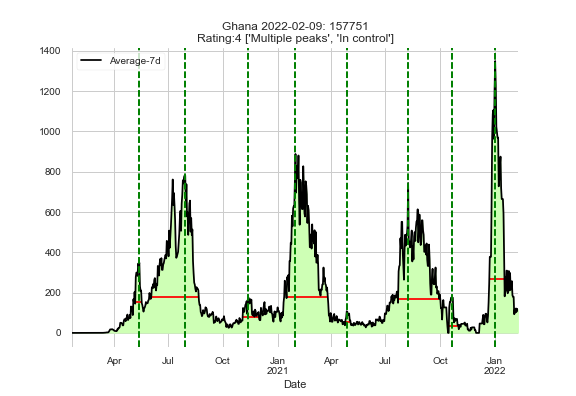 Ghana 2022-02-09: 157751
Rating:4 ['Multiple peaks', 'In control']
1400
1200
1000
800
600
400
200
0
Average-7d
Apr
Jul
Oct
Jan
2021
Apr
Jul
Oct
Jan
2022
Date